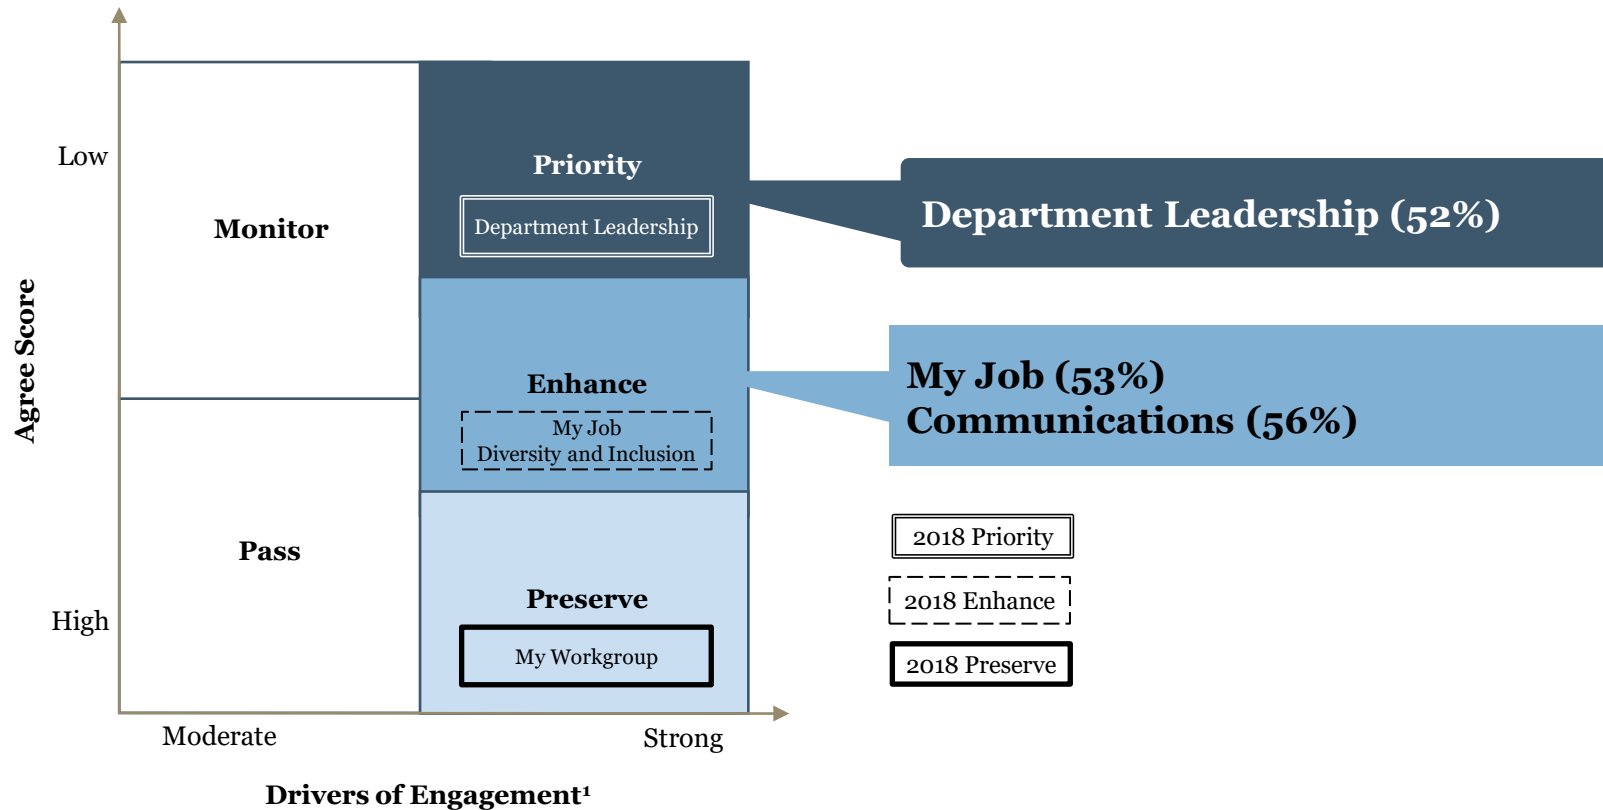 Low
Priority
Department Leadership
Monitor
Department Leadership (52%)
Agree Score
Enhance
My Job
Diversity and Inclusion
My Job (53%)
Communications (56%)
Pass
2018 Priority
2018 Enhance
2018 Preserve
Preserve
High
My Workgroup
Moderate
Strong
Drivers of Engagement¹